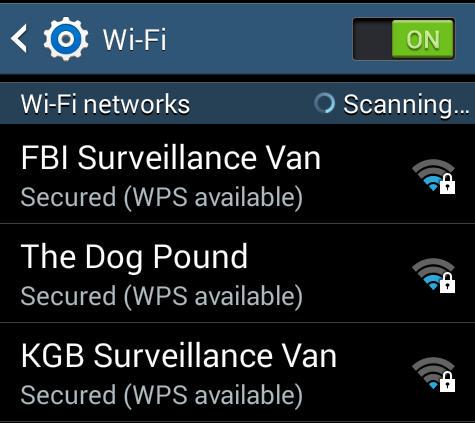 Wi-Fi ON
Wi-Fi networks Scanning...
FBI Surveillance Van
Secured (WPS available)
The Dog Pound
Secured (WPS available)
KGB Surveillance Van
Secured (WPS available)